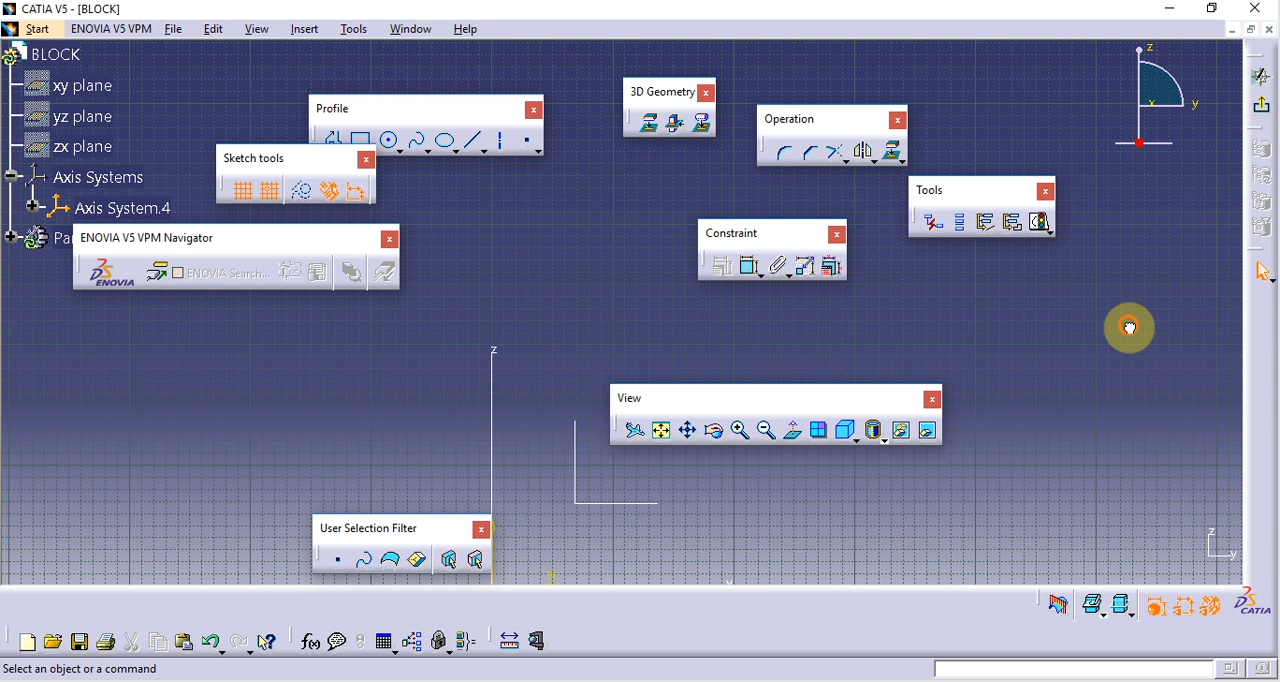 CATIA V5 - [BLOCK]
Start ENOVIA V5 VPM File Edit View Insert Tools Window Help
BLOCK
xy plane
yz plane
zx plane
Axis Systems
Axis System.4
Pa
Profile
Sketch tools
ENOVIA V5 VPM Navigator
ENOVIA
ENOVIA Search...
3D Geometry
Operation
Tools
Constraint
z
x
y
View
z
User Selection Filter
z
y
CATIA
f(x)
Select an object or a command